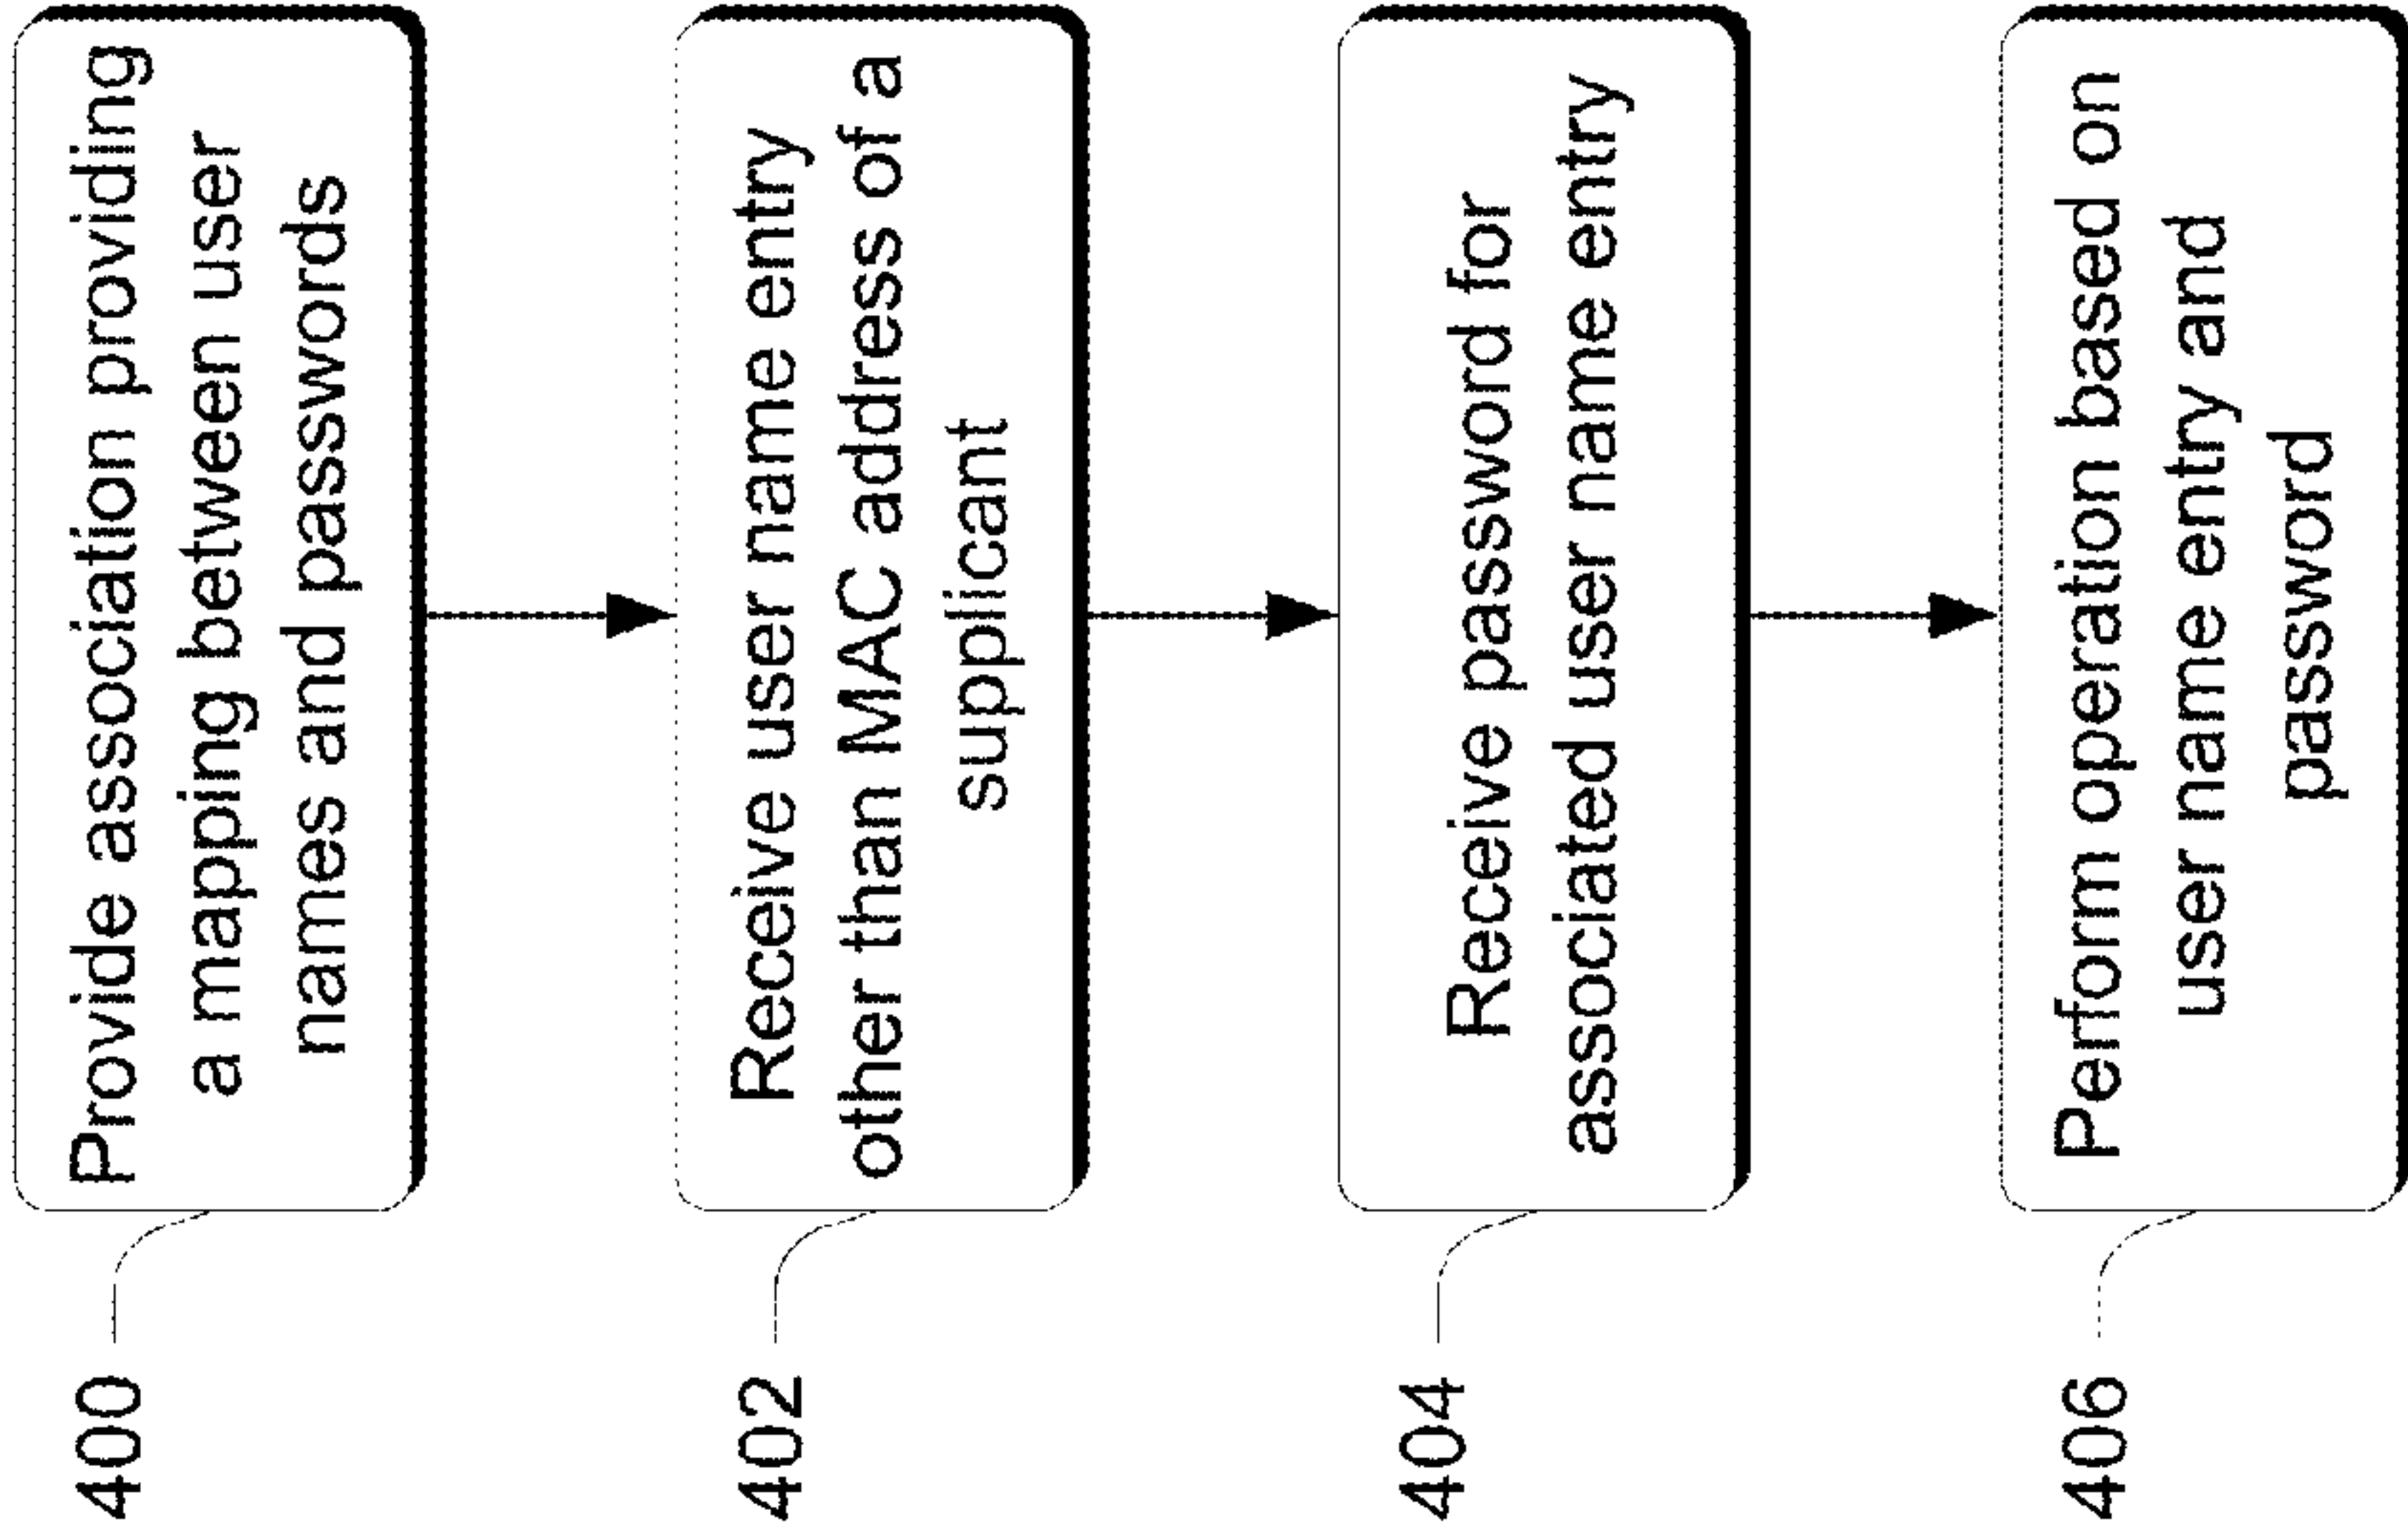 400
Provide association providing
a mapping between user
names and passwords
402
Receive user name entry
other than MAC address of a
supplicant
404
Receive password for
associated user name entry
406
Perform operation based on
user name entry and
password